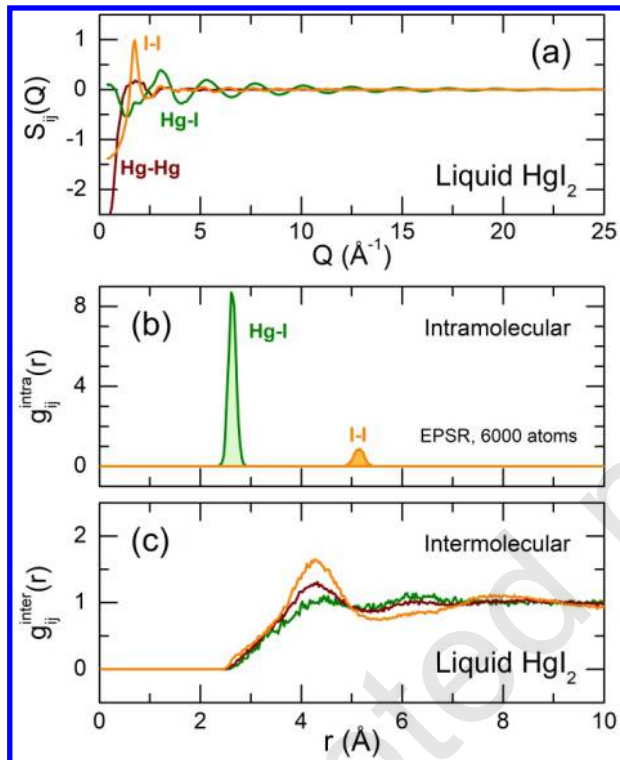 1
I-I
(a)
0
S_ij(Q)
Hg-I
-1
Hg-Hg
Liquid HgI₂
-2
0 5 10 15 20 25
Q (Å⁻¹)
8
(b)
Intramolecular
Hg-I
4
g_ij^intra(r)
I-I
EPSR, 6000 atoms
0
(c)
Intermolecular
2
1
g_ij^inter(r)
Liquid HgI₂
0
0 2 4 6 8 10
r (Å)